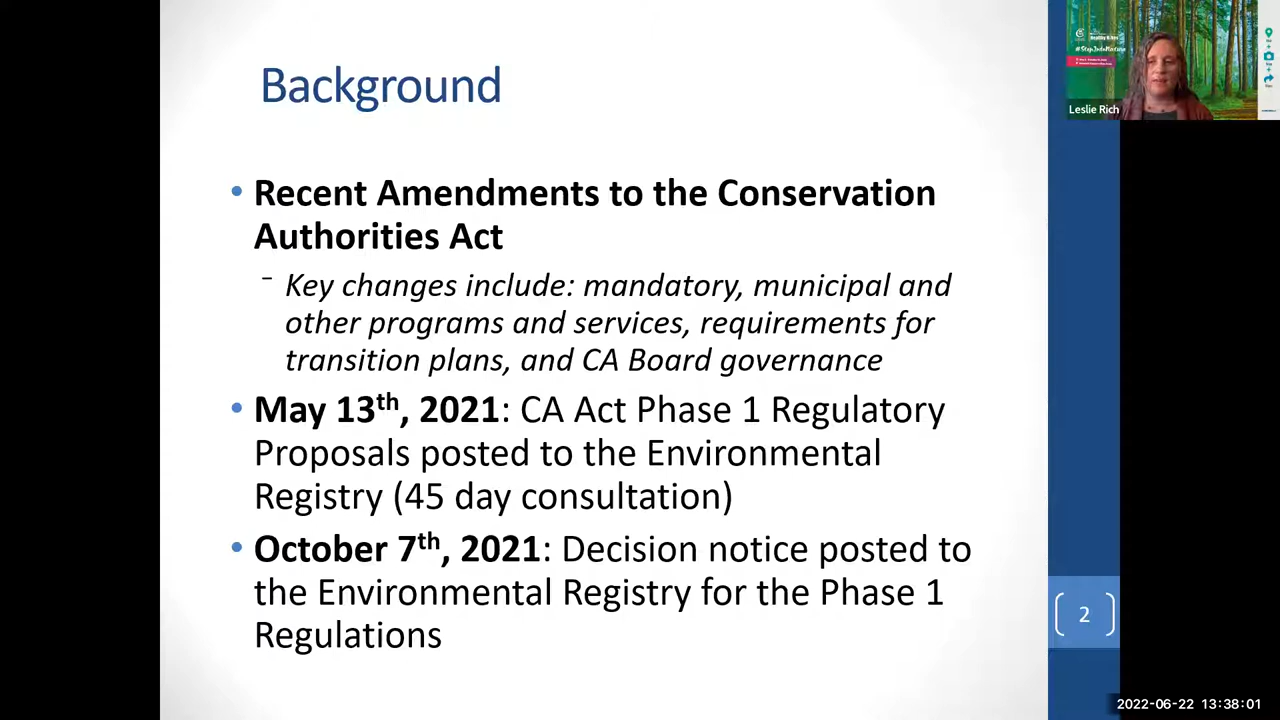 Background
• Recent Amendments to the Conservation
Authorities Act
– Key changes include: mandatory, municipal and
other programs and services, requirements for
transition plans, and CA Board governance
• May 13th, 2021: CA Act Phase 1 Regulatory
Proposals posted to the Environmental
Registry (45 day consultation)
• October 7th, 2021: Decision notice posted to
the Environmental Registry for the Phase 1
Regulations
2
Healthy Hikes
Leslie Rich
2022-06-22 13:38:01